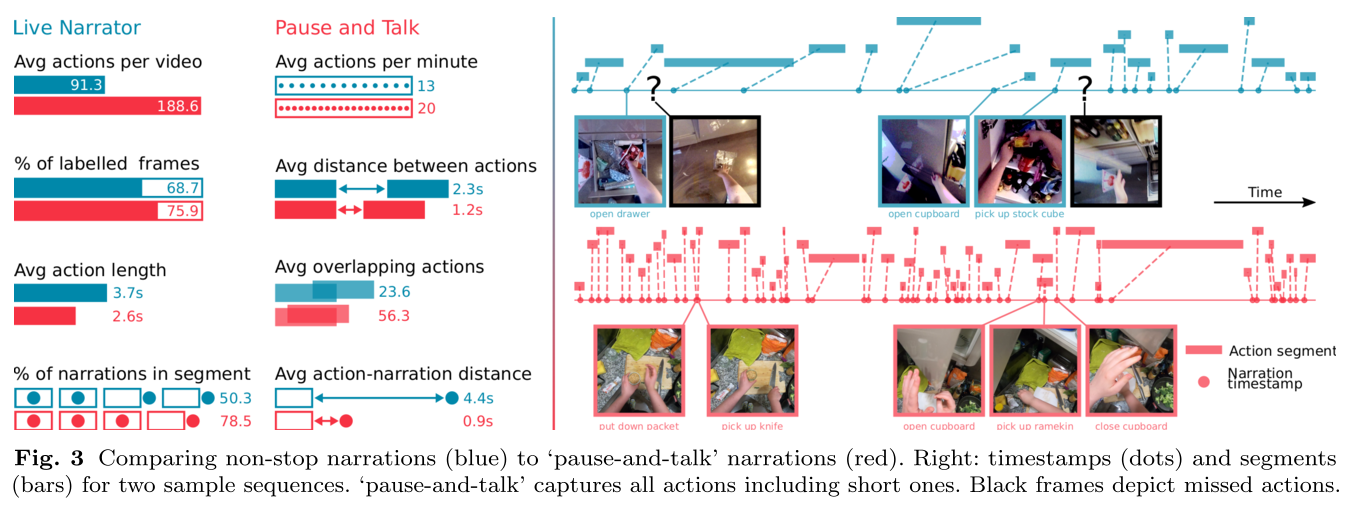 Live Narrator
Pause and Talk
Avg actions per video
91.3
188.6
Avg actions per minute
13
20
% of labelled frames
68.7
75.9
Avg distance between actions
2.3s
1.2s
Avg action length
3.7s
2.6s
Avg overlapping actions
23.6
56.3
% of narrations in segment
50.3
78.5
Avg action-narration distance
4.4s
0.9s
?
?
open drawer
open cupboard
pick up stock cube
Time
put down packet
pick up knife
open cupboard
pick up ramekin
close cupboard
Action segment
Narration
timestamp
Fig. 3 Comparing non-stop narrations (blue) to ‘pause-and-talk’ narrations (red). Right: timestamps (dots) and segments
(bars) for two sample sequences. ‘pause-and-talk’ captures all actions including short ones. Black frames depict missed actions.